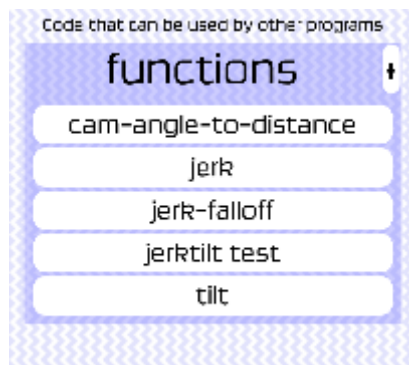 Code that can be used by other programs
functions
cam-angle-to-distance
jerk
jerk-falloff
jerktilt test
tilt